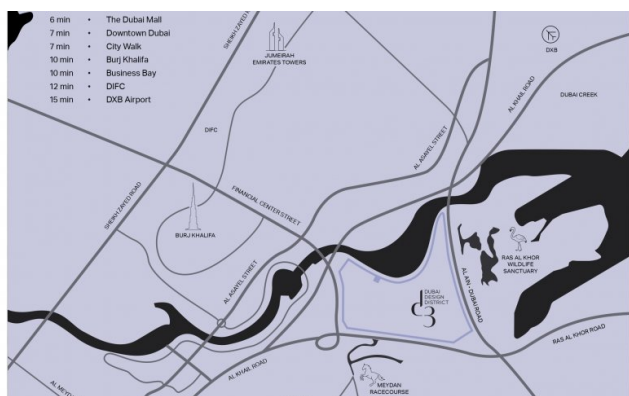 6 min • The Dubai Mall
7 min • Downtown Dubai
7 min • City Walk
10 min • Burj Khalifa
10 min • Business Bay
12 min • DIFC
15 min • DXB Airport
SHEIKH ZAYED ROAD
JUMEIRAH
EMIRATES TOWERS
DXB
AL KHAIL ROAD
DUBAI CREEK
AL ASAYEL STREET
DIFC
FINANCIAL CENTER STREET
SHEIKH ZAYED ROAD
BURJ KHALIFA
AL ASAYEL STREET
RAS AL KHOR
WILDLIFE
SANCTUARY
AL AIN - DUBAI ROAD
DUBAI
DESIGN
DISTRICT
d3
RAS AL KHOR ROAD
AL KHAIL ROAD
MEYDAN
RACECOURSE